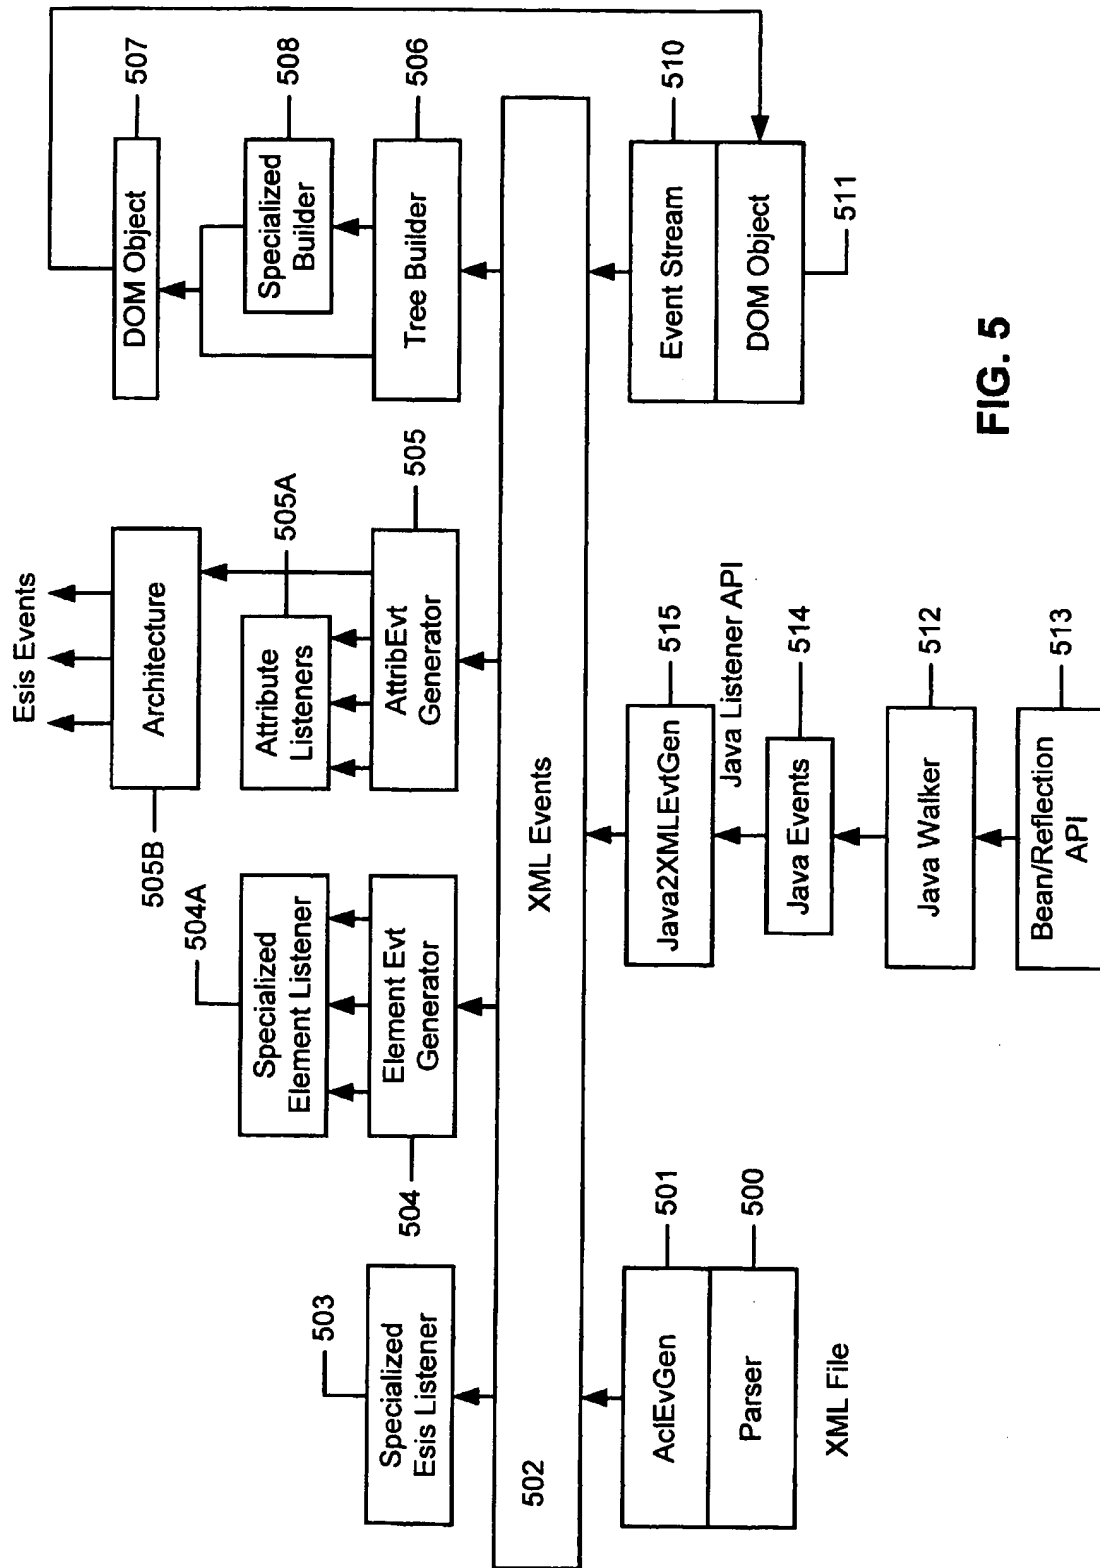 Esis Events
507
DOM Object
508
Specialized
Builder
506
Tree Builder
505B
Architecture
505A
Attribute
Listeners
505
AttribEvt
Generator
504A
Specialized
Element Listener
504
Element Evt
Generator
503
Specialized
Esis Listener
502
XML Events
501
AclEvGen
500
Parser
XML File
515
Java2XMLEvtGen
Java Listener API
514
Java Events
512
Java Walker
513
Bean/Reflection
API
510
Event Stream
DOM Object
511
FIG. 5